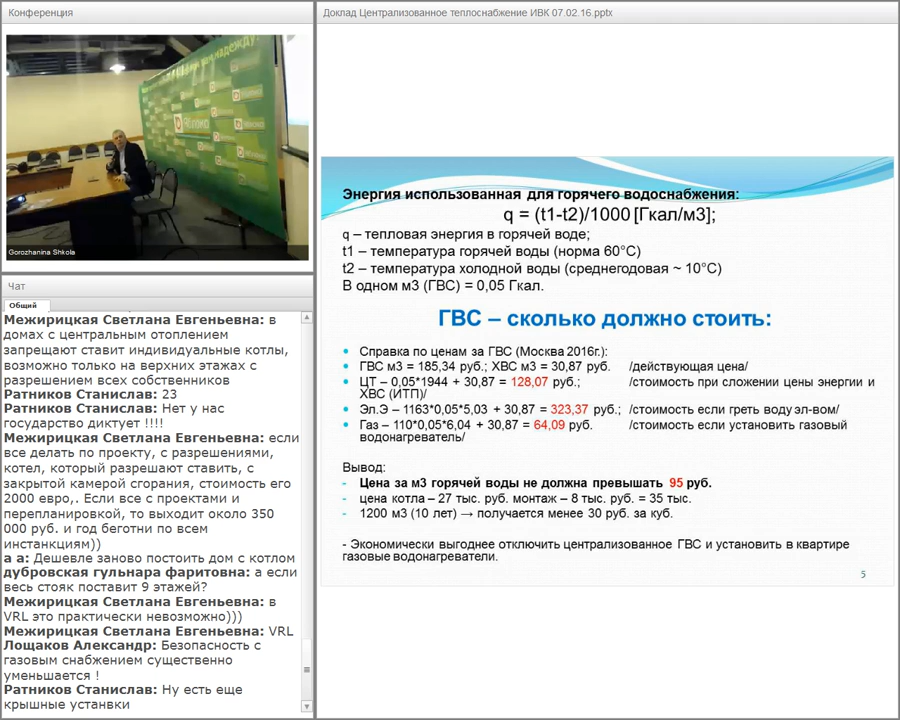 Конференция
надежду!
Яблоко
Gorozhanina Shkola
Чат
Общий
Межирицкая Светлана Евгеньевна: в
домах с центральным отоплением
запрещают ставит индивидуальные котлы,
возможно только на верхних этажах с
разрешением всех собственников
Ратников Станислав: 23
Ратников Станислав: Нет у нас
государство диктует !!!!
Межирицкая Светлана Евгеньевна: если
все делать по проекту, с разрешениями,
котел, который разрешают ставить, с
закрытой камерой сгорания, стоимость его
2000 евро,. Если все с проектами и
перепланировкой, то выходит около 350
000 руб. и год беготни по всем
инстанкциям))
а а: Дешевле заново постоить дом с котлом
дубровская гульнара фаритовна: а если
весь стояк поставит 9 этажей?
Межирицкая Светлана Евгеньевна: в
VRL это практически невозможно)))
Межирицкая Светлана Евгеньевна: VRL
Лощаков Александр: Безопасность с
газовым снабжением существенно
уменьшается !
Ратников Станислав: Ну есть еще
крышные устанвки
Доклад Централизованное теплоснабжение ИВК 07.02.16.pptx
Энергия использованная для горячего водоснабжения:
q = (t1-t2)/1000 [Гкал/м3];
q – тепловая энергия в горячей воде;
t1 – температура горячей воды (норма 60°C)
t2 – температура холодной воды (среднегодовая ~ 10°C)
В одном м3 (ГВС) = 0,05 Гкал.
ГВС – сколько должно стоить:
• Справка по ценам за ГВС (Москва 2016г.):
• ГВС м3 = 185,34 руб.; ХВС м3 = 30,87 руб. /действующая цена/
• ЦТ – 0,05*1944 + 30,87 = 128,07 руб.; /стоимость при сложении цены энергии и
ХВС (ИТП)/
• Эл.Э – 1163*0,05*5,03 + 30,87 = 323,37 руб.; /стоимость если греть воду эл-вом/
• Газ – 110*0,05*6,04 + 30,87 = 64,09 руб. /стоимость если установить газовый
водонагреватель/
Вывод:
- Цена за м3 горячей воды не должна превышать 95 руб.
- цена котла – 27 тыс. руб. монтаж – 8 тыс. руб. = 35 тыс.
- 1200 м3 (10 лет) → получается менее 30 руб. за куб.
- Экономически выгоднее отключить централизованное ГВС и установить в квартире
газовые водонагреватели.
5